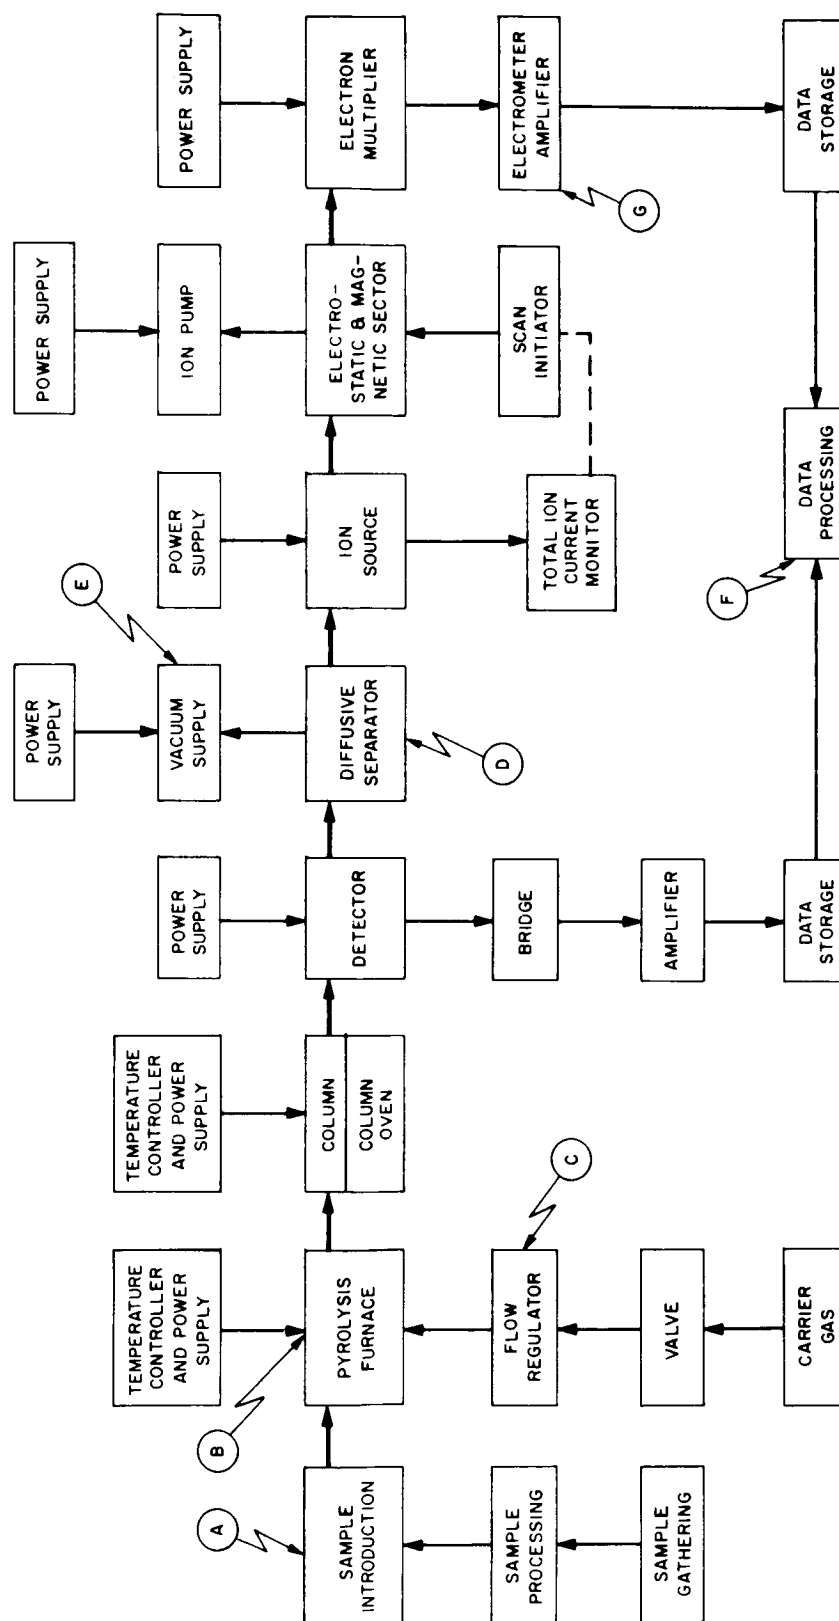 POWER SUPPLY
POWER
SUPPLY
POWER SUPPLY
TEMPERATURE
CONTROLLER
AND POWER
SUPPLY
TEMPERATURE
CONTROLLER
AND POWER
SUPPLY
POWER
SUPPLY
VACUUM
SUPPLY
E
POWER
SUPPLY
ION PUMP
POWER SUPPLY
A
B
SAMPLE
INTRODUCTION
PYROLYSIS
FURNACE
COLUMN
COLUMN
OVEN
DETECTOR
DIFFUSIVE
SEPARATOR
ION
SOURCE
ELECTRO-
STATIC & MAG-
NETIC SECTOR
ELECTRON
MULTIPLIER
SAMPLE
PROCESSING
FLOW
REGULATOR
C
BRIDGE
D
TOTAL ION
CURRENT
MONITOR
SCAN
INITIATOR
ELECTROMETER
AMPLIFIER
G
SAMPLE
GATHERING
VALVE
AMPLIFIER
F
CARRIER
GAS
DATA
STORAGE
DATA
PROCESSING
DATA
STORAGE